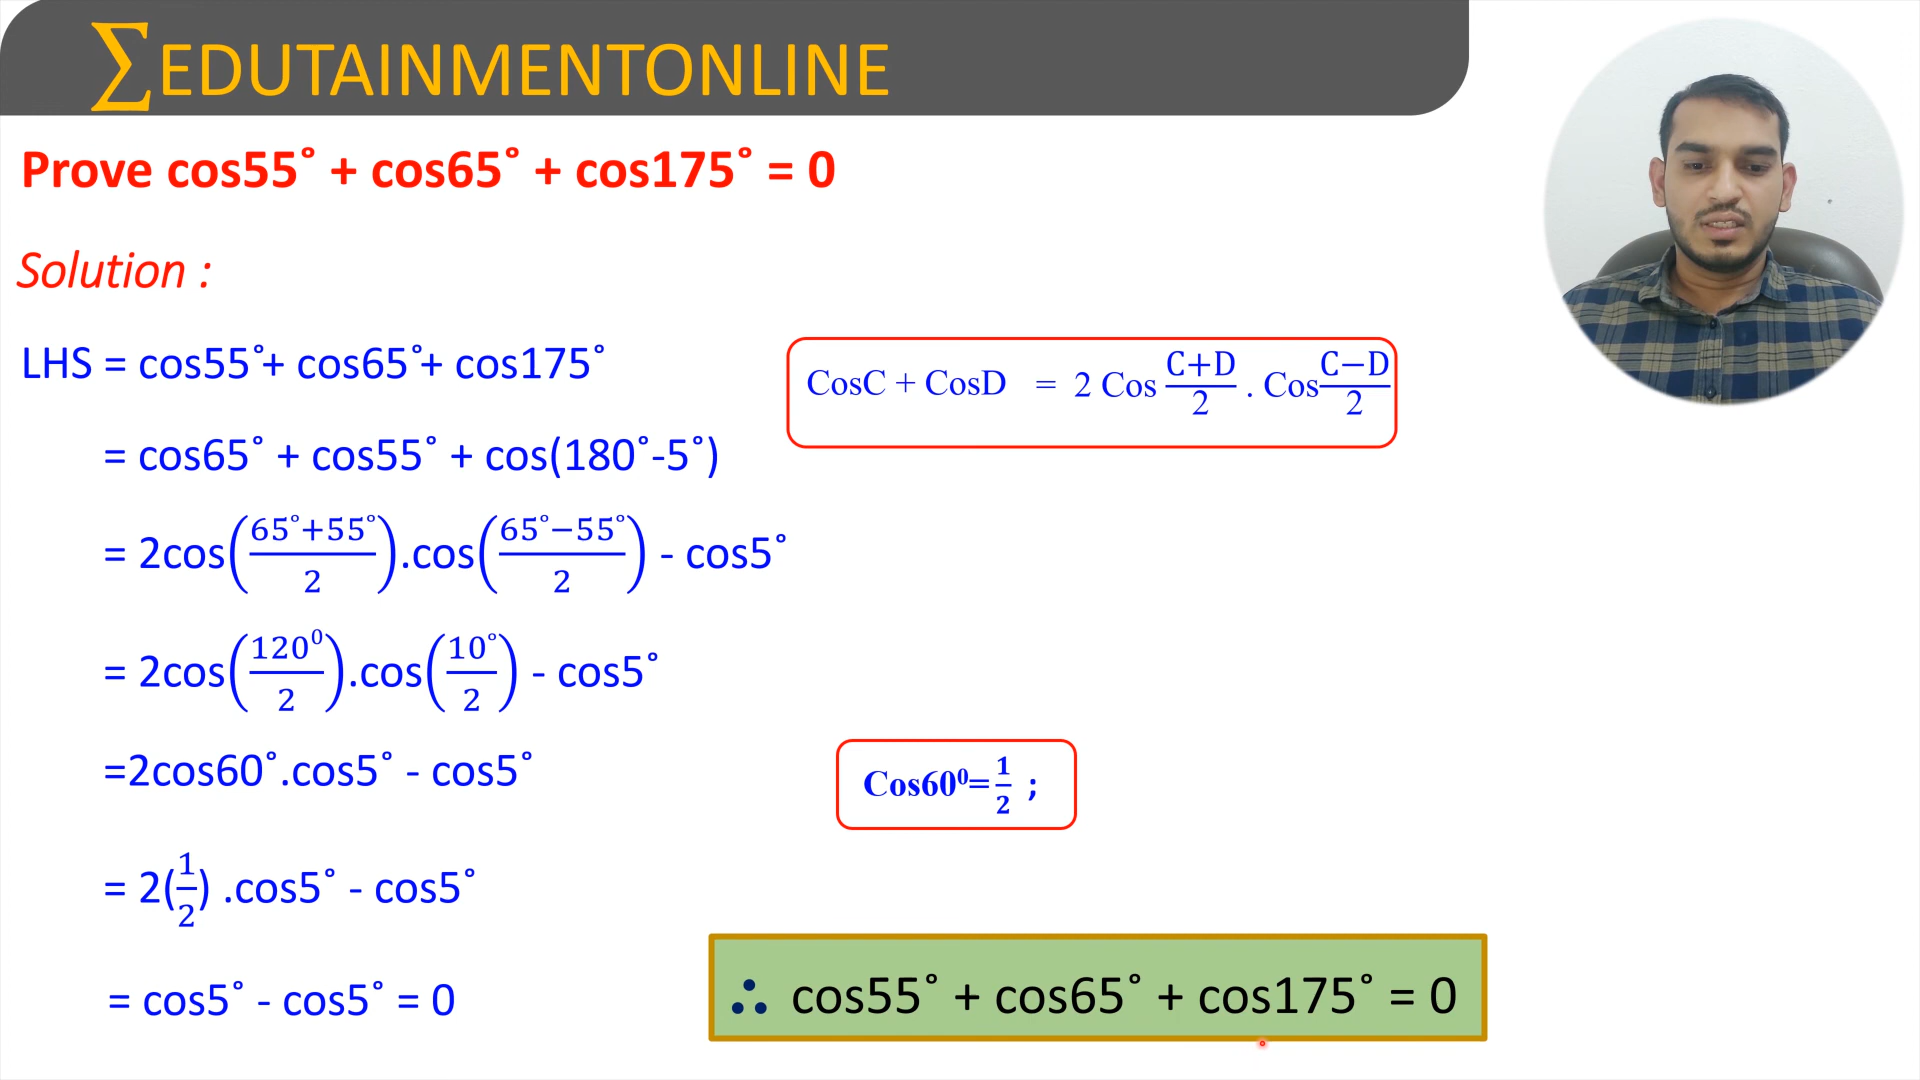 ∑EDUTAINMENTONLINE
Prove cos55˚ + cos65˚ + cos175˚ = 0
Solution :
LHS = cos55˚+ cos65˚+ cos175˚
CosC + CosD = 2 Cos (C+D)/2 . Cos (C−D)/2
= cos65˚ + cos55˚ + cos(180˚-5˚)
= 2cos((65˚+55˚)/2).cos((65˚−55˚)/2) - cos5˚
= 2cos(120⁰/2).cos(10˚/2) - cos5˚
=2cos60˚.cos5˚ - cos5˚
Cos60⁰=1/2 ;
= 2(1/2) .cos5˚ - cos5˚
= cos5˚ - cos5˚ = 0
∴ cos55˚ + cos65˚ + cos175˚ = 0